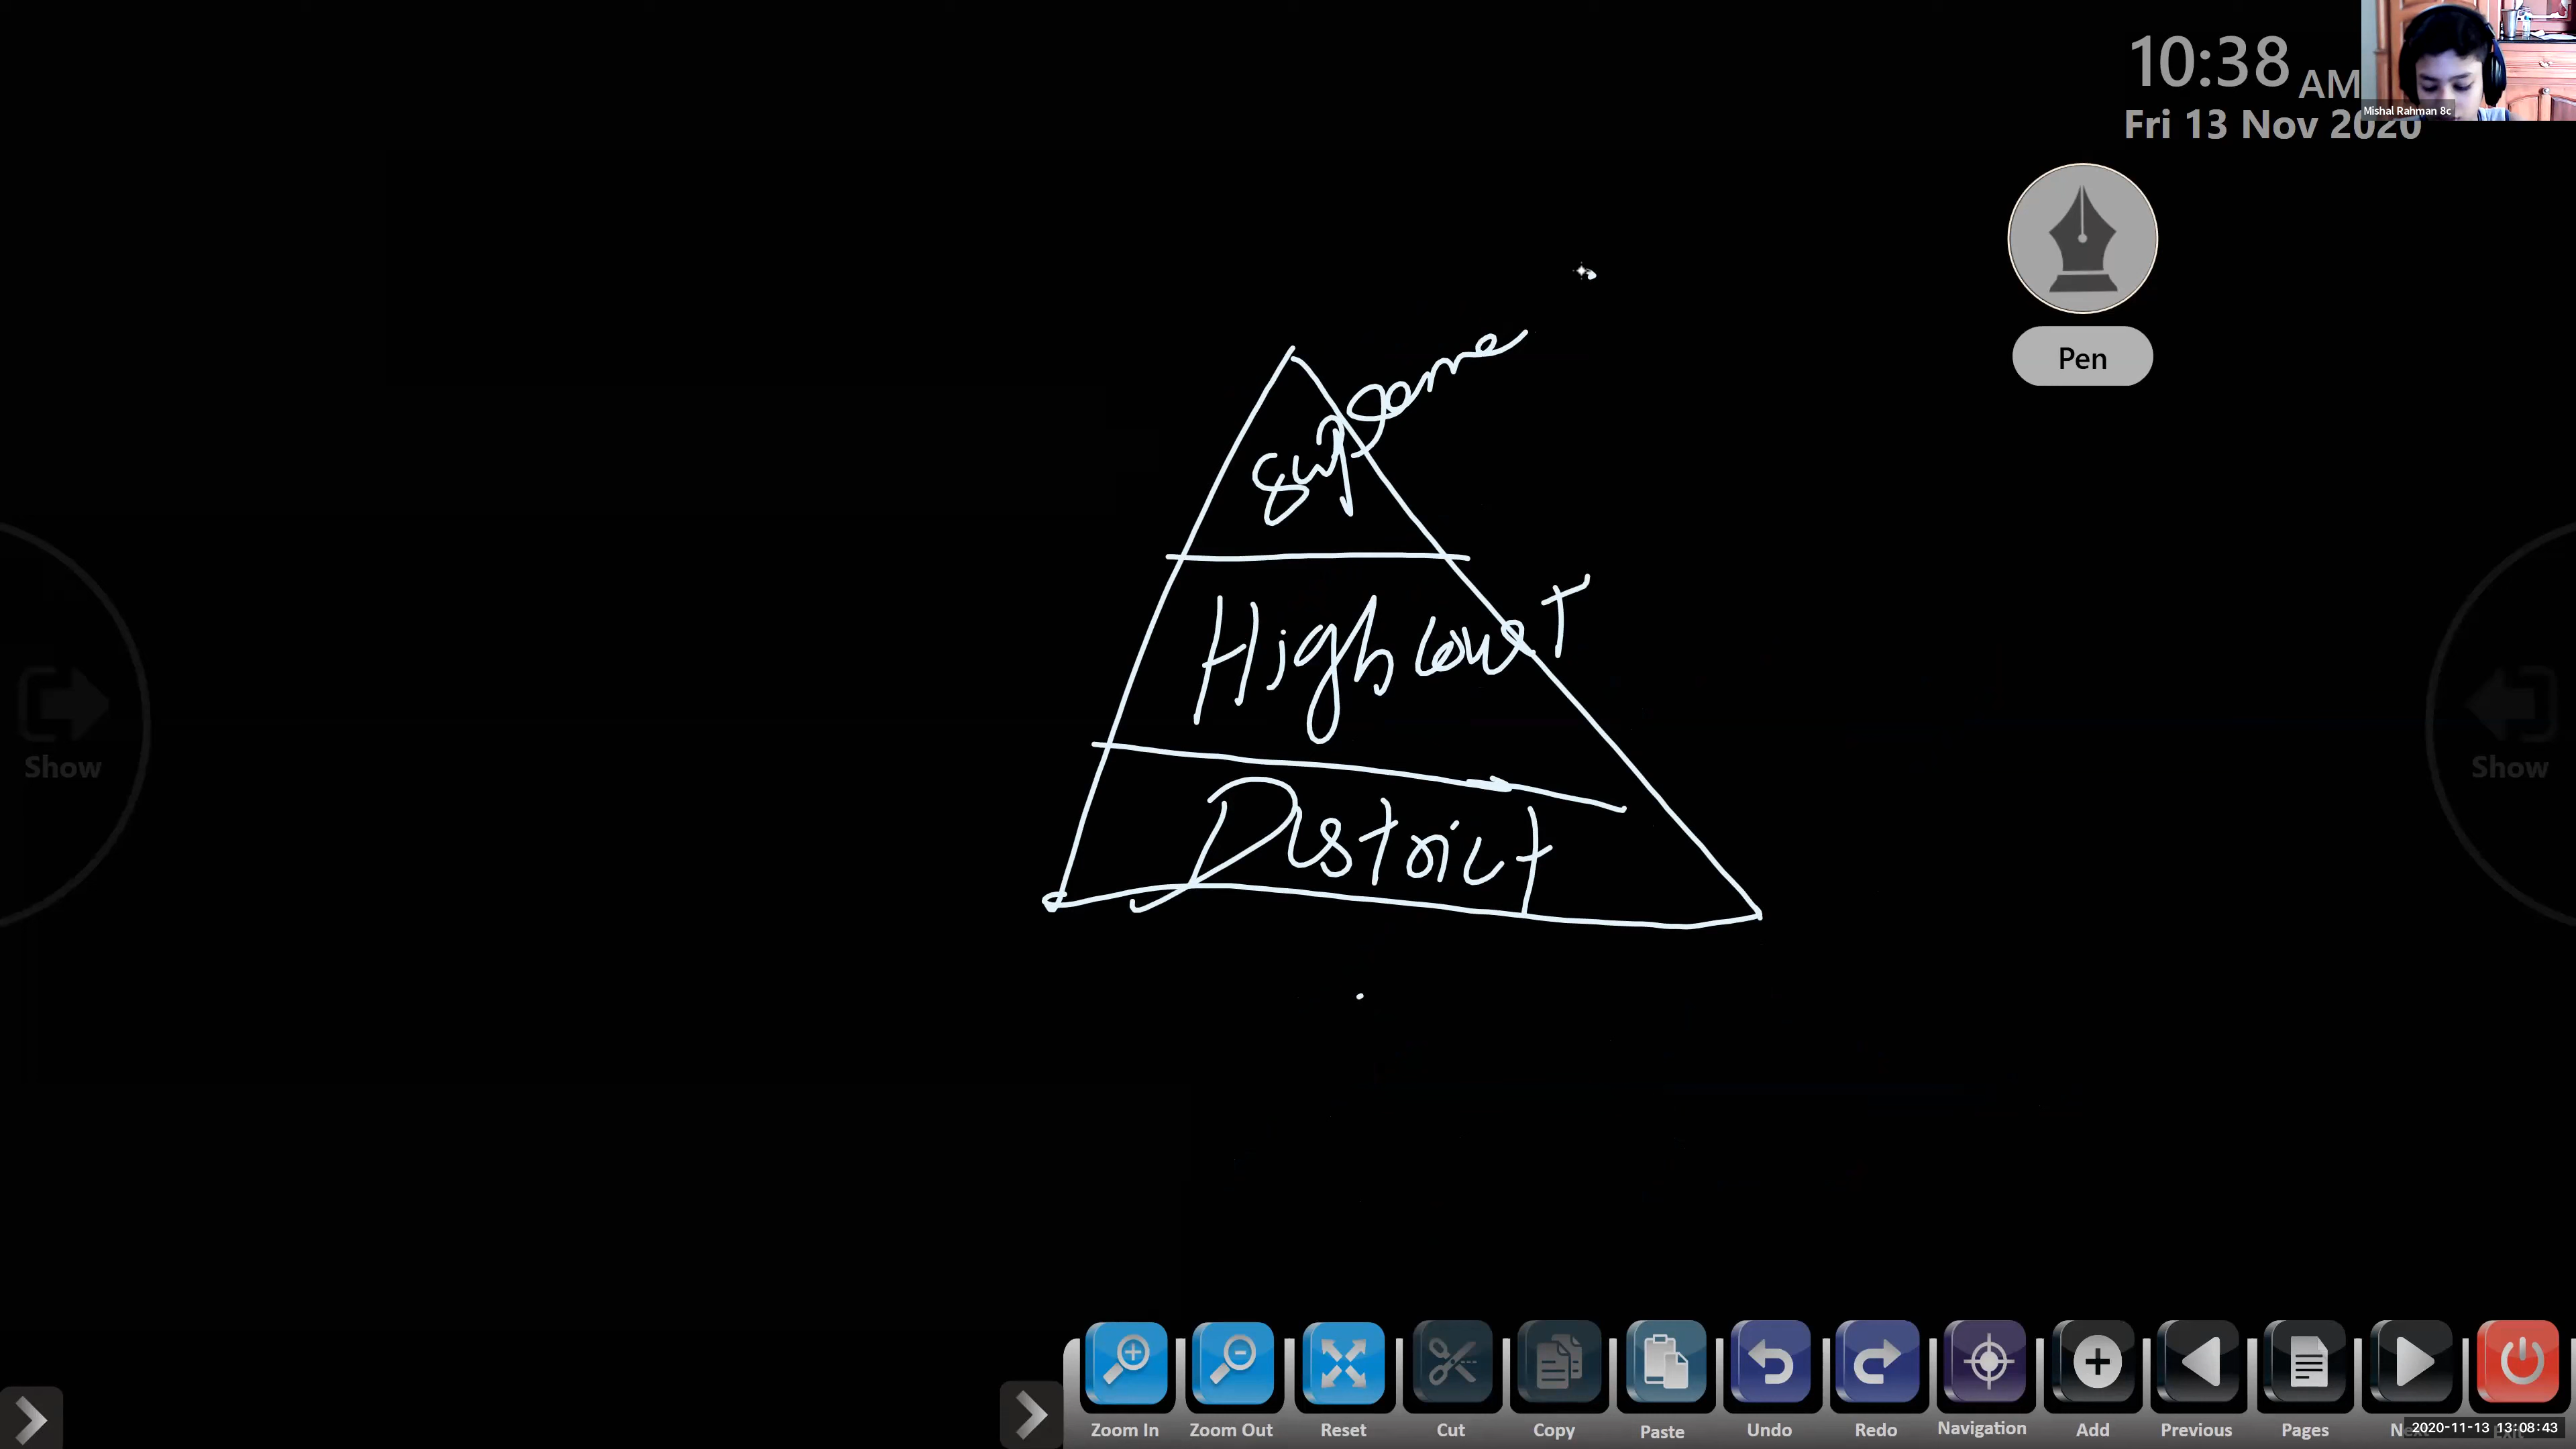 10:38 AM
Mishal Rahman 8c
Fri 13 Nov 2020
Pen
Supreme
High court
District
Show
Show
Zoom In
Zoom Out
Reset
Cut
Copy
Paste
Undo
Redo
Navigation
Add
Previous
Pages
2020-11-13 13:08:43